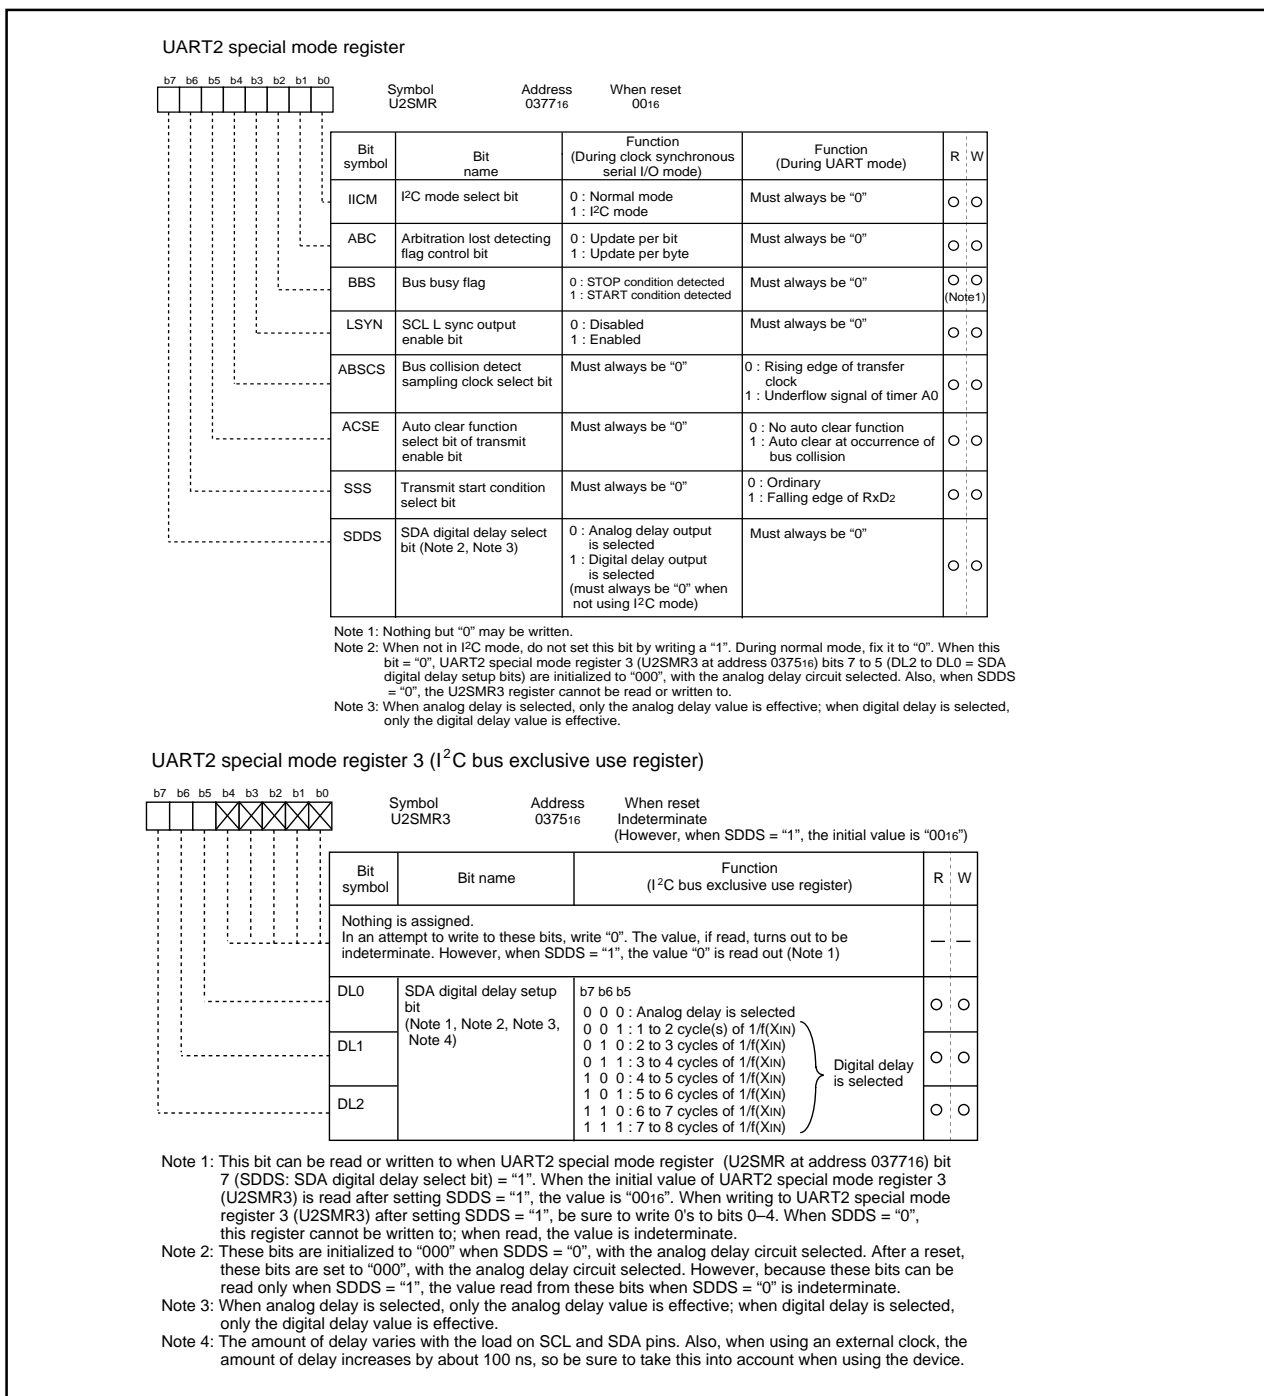 UART2 special mode register
b7 b6 b5 b4 b3 b2 b1 b0
Symbol Address When reset
U2SMR 037716 0016
Bit symbol Bit name Function (During clock synchronous serial I/O mode) Function (During UART mode) R W
IICM I2C mode select bit 0 : Normal mode 1 : I2C mode Must always be “0”
ABC Arbitration lost detecting flag control bit 0 : Update per bit 1 : Update per byte Must always be “0”
BBS Bus busy flag 0 : STOP condition detected 1 : START condition detected Must always be “0” (Note1)
LSYN SCL L sync output enable bit 0 : Disabled 1 : Enabled Must always be “0”
ABSCS Bus collision detect sampling clock select bit Must always be “0” 0 : Rising edge of transfer clock 1 : Underflow signal of timer A0
ACSE Auto clear function select bit of transmit enable bit Must always be “0” 0 : No auto clear function 1 : Auto clear at occurrence of bus collision
SSS Transmit start condition select bit Must always be “0” 0 : Ordinary 1 : Falling edge of RxD2
SDDS SDA digital delay select bit (Note 2, Note 3) 0 : Analog delay output is selected 1 : Digital delay output is selected (must always be “0” when not using I2C mode) Must always be “0”
Note 1: Nothing but “0” may be written.
Note 2: When not in I2C mode, do not set this bit by writing a “1”. During normal mode, fix it to “0”. When this
bit = “0”, UART2 special mode register 3 (U2SMR3 at address 037516) bits 7 to 5 (DL2 to DL0 = SDA
digital delay setup bits) are initialized to “000”, with the analog delay circuit selected. Also, when SDDS
= “0”, the U2SMR3 register cannot be read or written to.
Note 3: When analog delay is selected, only the analog delay value is effective; when digital delay is selected,
only the digital delay value is effective.
UART2 special mode register 3 (I2C bus exclusive use register)
b7 b6 b5 b4 b3 b2 b1 b0
Symbol Address When reset
U2SMR3 037516 Indeterminate
(However, when SDDS = “1”, the initial value is “0016”)
Bit symbol Bit name Function (I2C bus exclusive use register) R W
Nothing is assigned.
In an attempt to write to these bits, write “0”. The value, if read, turns out to be
indeterminate. However, when SDDS = “1”, the value “0” is read out (Note 1) — —
DL0 SDA digital delay setup bit (Note 1, Note 2, Note 3, Note 4) b7 b6 b5
0 0 0 : Analog delay is selected
0 0 1 : 1 to 2 cycle(s) of 1/f(XIN)
0 1 0 : 2 to 3 cycles of 1/f(XIN)
DL1 0 1 1 : 3 to 4 cycles of 1/f(XIN)
1 0 0 : 4 to 5 cycles of 1/f(XIN)
Digital delay is selected
1 0 1 : 5 to 6 cycles of 1/f(XIN)
DL2 1 1 0 : 6 to 7 cycles of 1/f(XIN)
1 1 1 : 7 to 8 cycles of 1/f(XIN)
Note 1: This bit can be read or written to when UART2 special mode register (U2SMR at address 037716) bit
7 (SDDS: SDA digital delay select bit) = “1”. When the initial value of UART2 special mode register 3
(U2SMR3) is read after setting SDDS = “1”, the value is “0016”. When writing to UART2 special mode
register 3 (U2SMR3) after setting SDDS = “1”, be sure to write 0's to bits 0–4. When SDDS = “0”,
this register cannot be written to; when read, the value is indeterminate.
Note 2: These bits are initialized to “000” when SDDS = “0”, with the analog delay circuit selected. After a reset,
these bits are set to “000”, with the analog delay circuit selected. However, because these bits can be
read only when SDDS = “1”, the value read from these bits when SDDS = “0” is indeterminate.
Note 3: When analog delay is selected, only the analog delay value is effective; when digital delay is selected,
only the digital delay value is effective.
Note 4: The amount of delay varies with the load on SCL and SDA pins. Also, when using an external clock, the
amount of delay increases by about 100 ns, so be sure to take this into account when using the device.